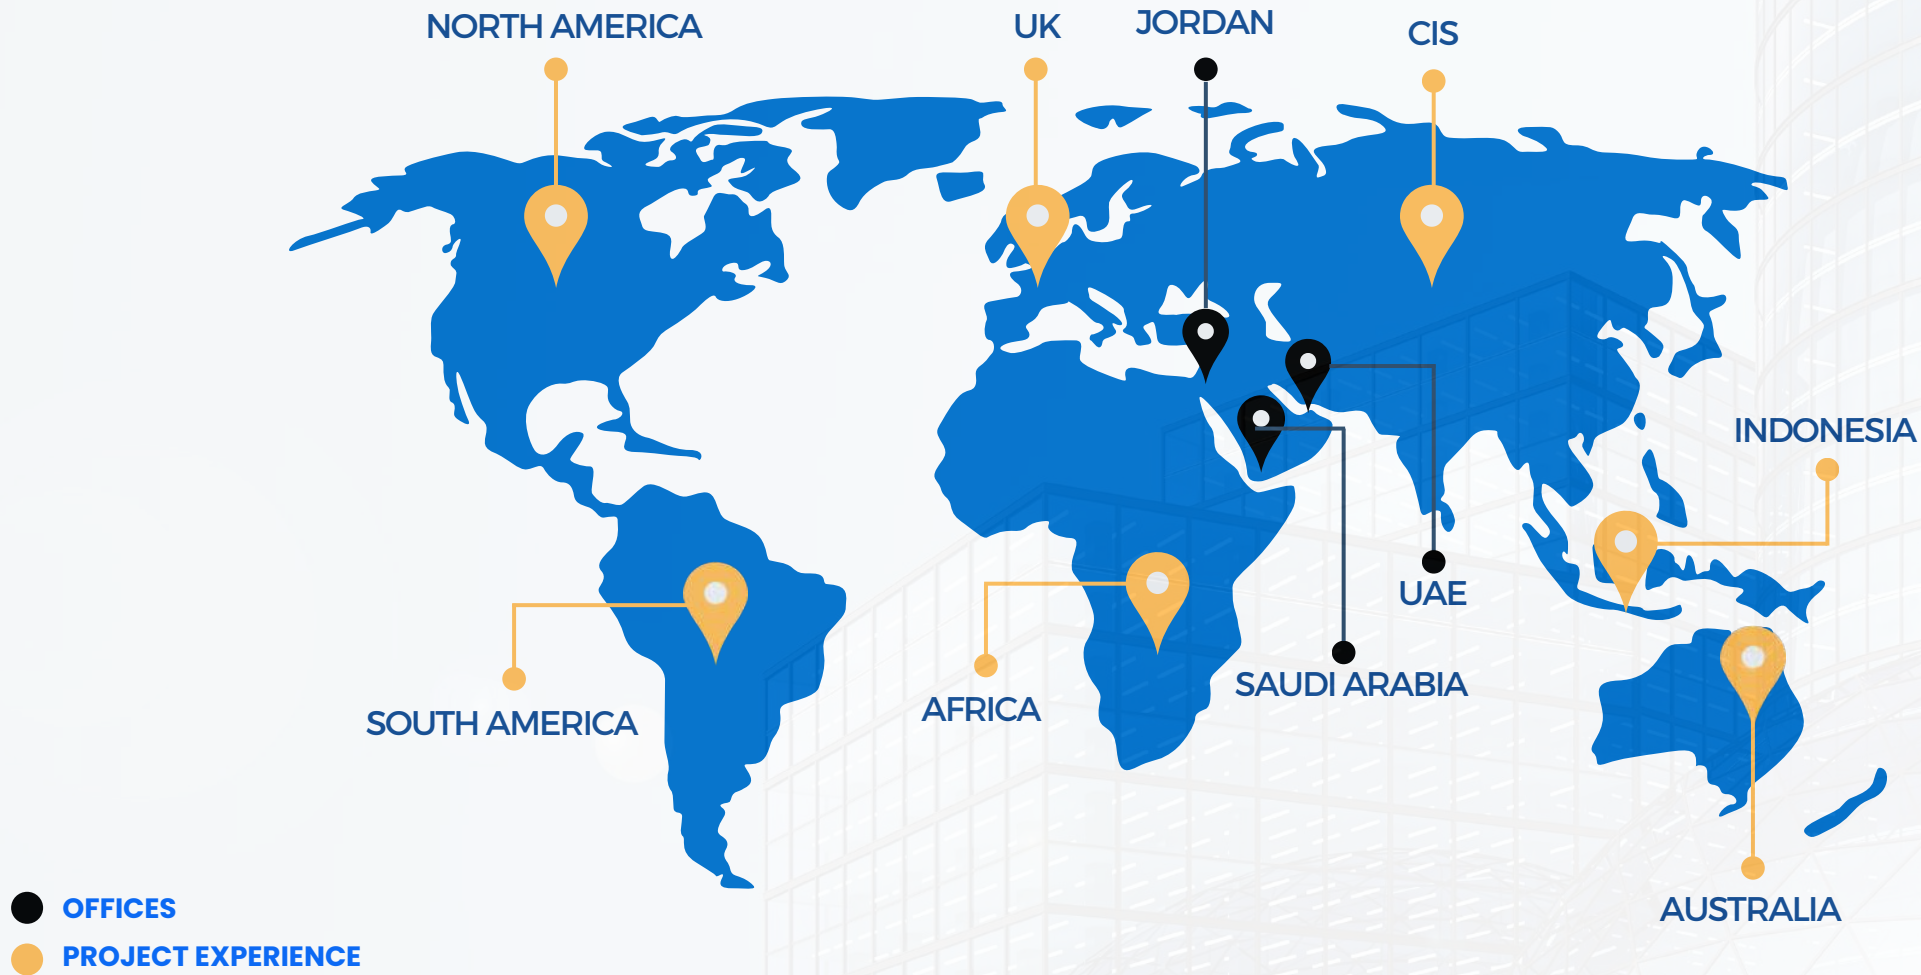 NORTH AMERICA
UK
JORDAN
CIS
INDONESIA
UAE
SAUDI ARABIA
AFRICA
SOUTH AMERICA
AUSTRALIA
OFFICES
PROJECT EXPERIENCE